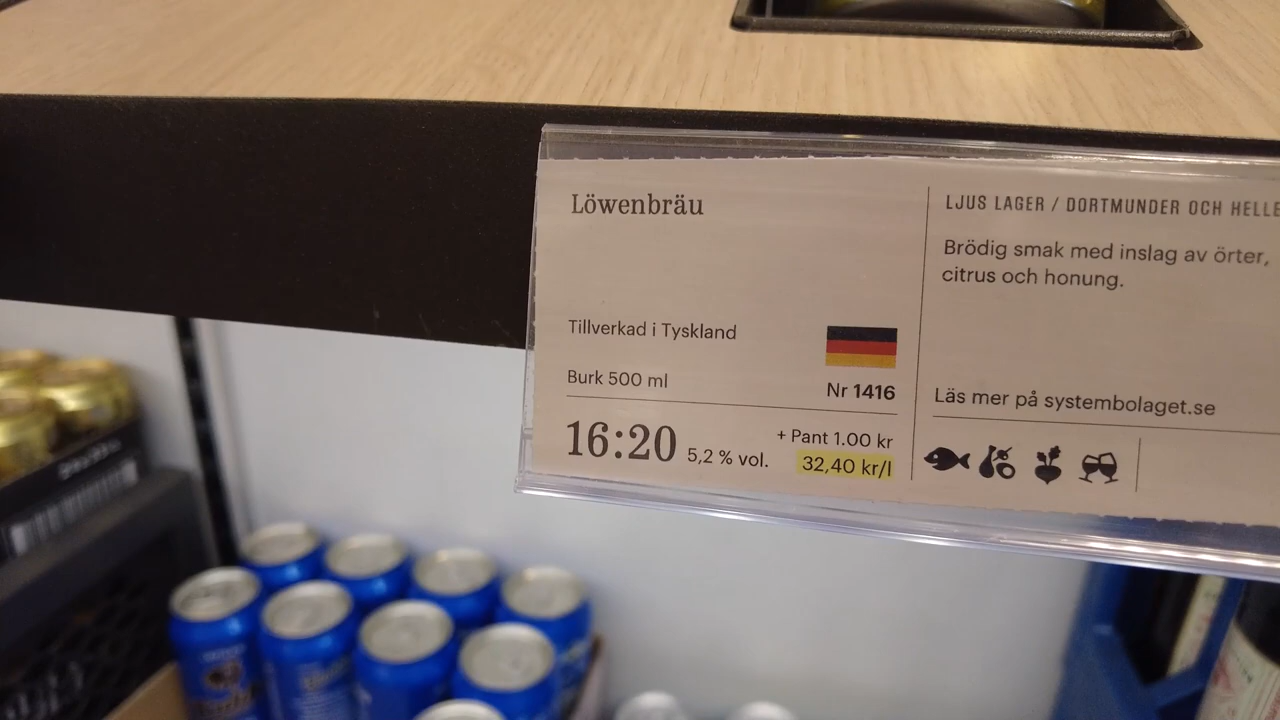 Löwenbräu
Tillverkad i Tyskland
Burk 500 ml
Nr 1416
16:20 5,2 % vol.
+ Pant 1.00 kr
32,40 kr/l
LJUS LAGER / DORTMUNDER OCH HELLE
Brödig smak med inslag av örter,
citrus och honung.
Läs mer på systembolaget.se